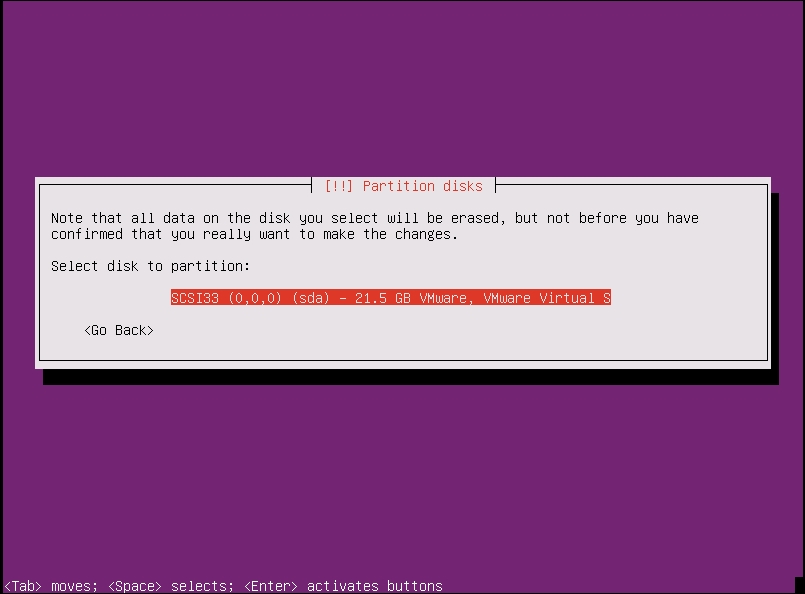 [!!] Partition disks
Note that all data on the disk you select will be erased, but not before you have
confirmed that you really want to make the changes.
Select disk to partition:
SCSI33 (0,0,0) (sda) - 21.5 GB VMware, VMware Virtual S
<Go Back>
<Tab> moves; <Space> selects; <Enter> activates buttons